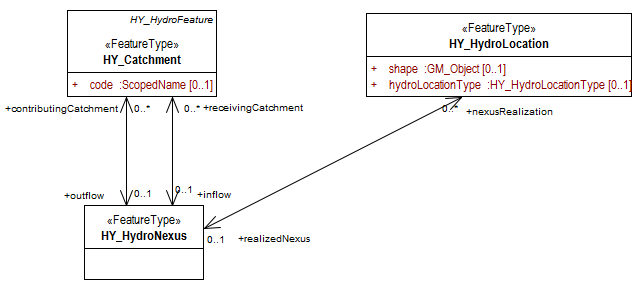 HY_HydroFeature
«FeatureType»
HY_Catchment
+ code :ScopedName [0..1]
«FeatureType»
HY_HydroLocation
+ shape :GM_Object [0..1]
+ hydroLocationType :HY_HydroLocationType [0..1]
+contributingCatchment 0..* 0..* +receivingCatchment
0..* +nexusRealization
+outflow 0..1 0..1 +inflow
«FeatureType»
HY_HydroNexus
0..1 +realizedNexus